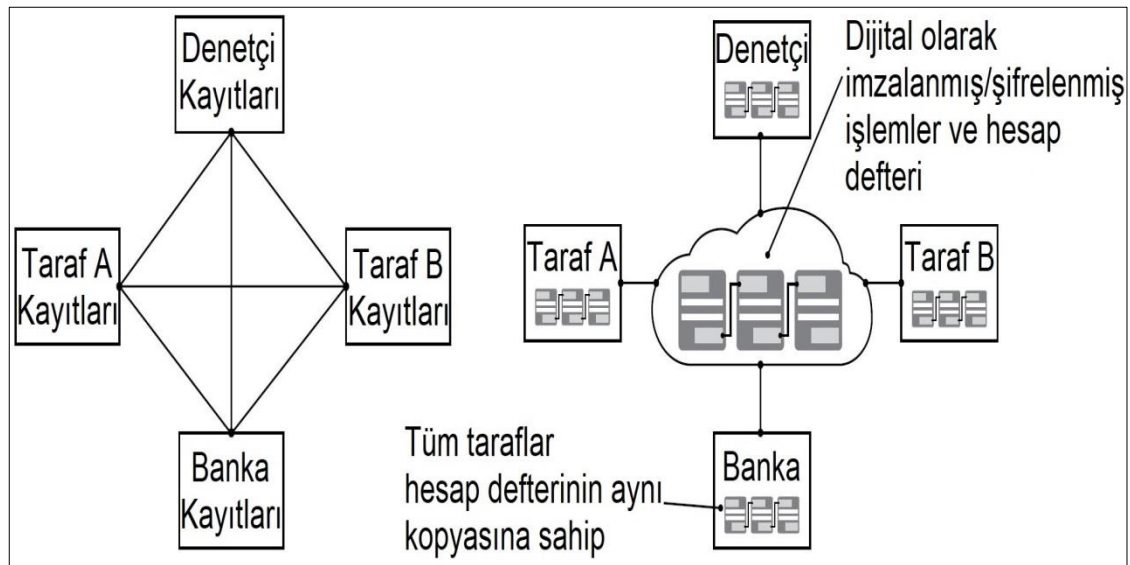 Denetçi
Kayıtları
Taraf A
Kayıtları
Taraf B
Kayıtları
Banka
Kayıtları
Denetçi
Dijital olarak
imzalanmış/şifrelenmiş
işlemler ve hesap
defteri
Taraf A
Taraf B
Tüm taraflar
hesap defterinin aynı
kopyasına sahip
Banka